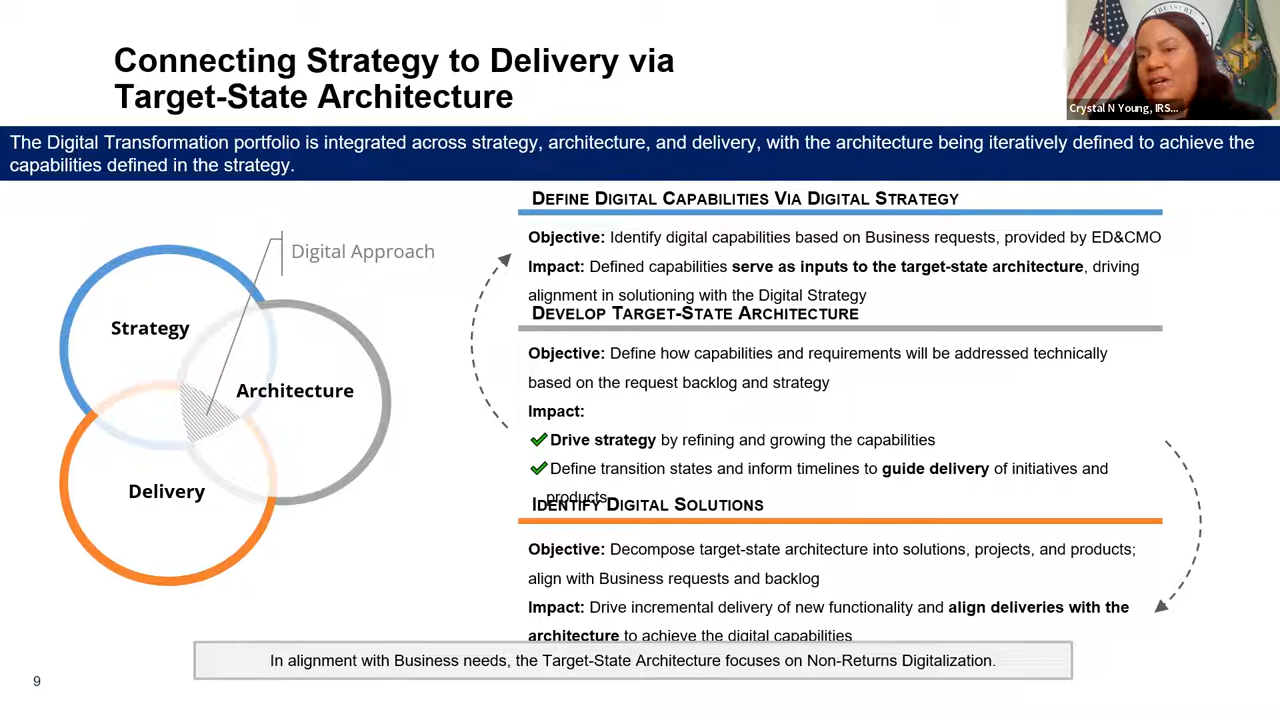 Connecting Strategy to Delivery via
Target-State Architecture
TREASURY
Crystal N Young, IRS...
The Digital Transformation portfolio is integrated across strategy, architecture, and delivery, with the architecture being iteratively defined to achieve the
capabilities defined in the strategy.
Digital Approach
Strategy
Architecture
Delivery
DEFINE DIGITAL CAPABILITIES VIA DIGITAL STRATEGY
Objective: Identify digital capabilities based on Business requests, provided by ED&CMO
Impact: Defined capabilities serve as inputs to the target-state architecture, driving
alignment in solutioning with the Digital Strategy
DEVELOP TARGET-STATE ARCHITECTURE
Objective: Define how capabilities and requirements will be addressed technically
based on the request backlog and strategy
Impact:
Drive strategy by refining and growing the capabilities
Define transition states and inform timelines to guide delivery of initiatives and
products
IDENTIFY DIGITAL SOLUTIONS
Objective: Decompose target-state architecture into solutions, projects, and products;
align with Business requests and backlog
Impact: Drive incremental delivery of new functionality and align deliveries with the
architecture to achieve the digital capabilities
In alignment with Business needs, the Target-State Architecture focuses on Non-Returns Digitalization.
9